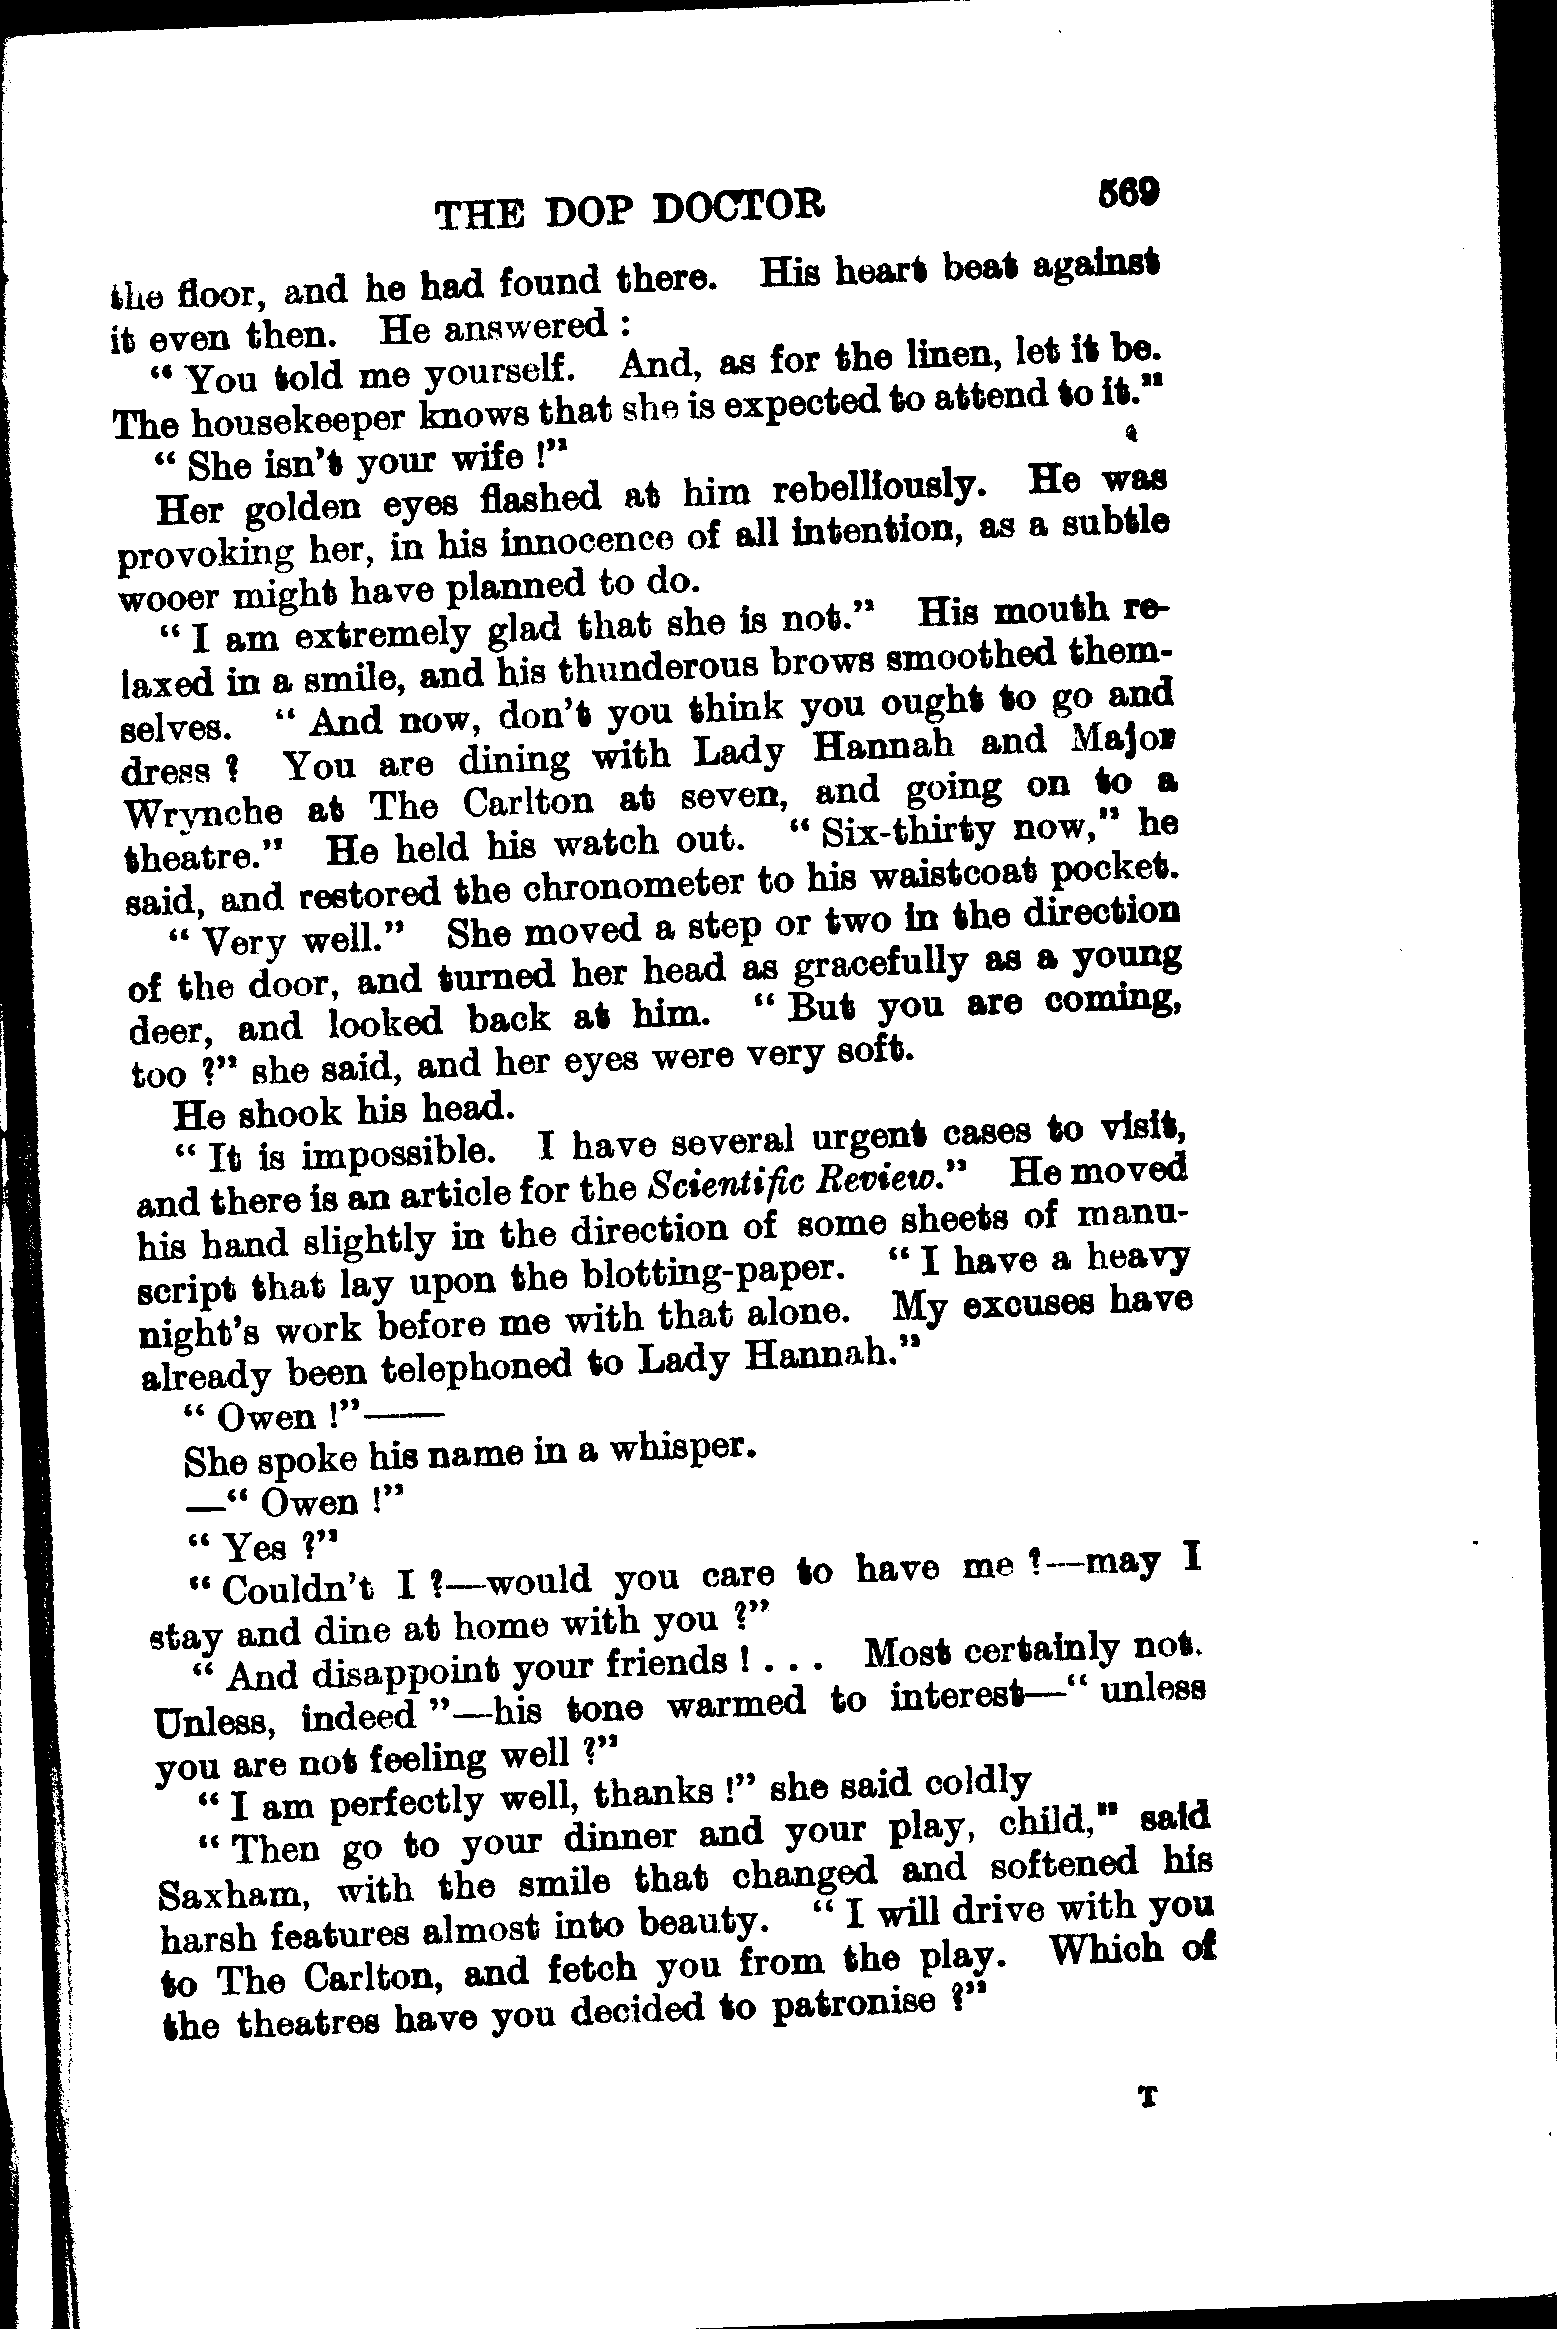 THE DOP DOCTOR 569
the floor, and he had found there. His heart beat against
it even then. He answered :
“ You told me yourself. And, as for the linen, let it be.
The housekeeper knows that she is expected to attend to it.”
“ She isn’t your wife !”
Her golden eyes flashed at him rebelliously. He was
provoking her, in his innocence of all intention, as a subtle
wooer might have planned to do.
“ I am extremely glad that she is not.” His mouth re-
laxed in a smile, and his thunderous brows smoothed them-
selves. “ And now, don’t you think you ought to go and
dress ? You are dining with Lady Hannah and Major
Wrynche at The Carlton at seven, and going on to a
theatre.” He held his watch out. “ Six-thirty now,” he
said, and restored the chronometer to his waistcoat pocket.
“ Very well.” She moved a step or two in the direction
of the door, and turned her head as gracefully as a young
deer, and looked back at him. “ But you are coming,
too ?” she said, and her eyes were very soft.
He shook his head.
“ It is impossible. I have several urgent cases to visit,
and there is an article for the Scientific Review.” He moved
his hand slightly in the direction of some sheets of manu-
script that lay upon the blotting-paper. “ I have a heavy
night’s work before me with that alone. My excuses have
already been telephoned to Lady Hannah.”
“ Owen !”——
She spoke his name in a whisper.
—“ Owen !”
“ Yes ?”
“ Couldn’t I ?—would you care to have me ?—may I
stay and dine at home with you ?”
“ And disappoint your friends ! . . . Most certainly not.
Unless, indeed ”—his tone warmed to interest—“ unless
you are not feeling well ?”
“ I am perfectly well, thanks !” she said coldly
“ Then go to your dinner and your play, child,” said
Saxham, with the smile that changed and softened his
harsh features almost into beauty. “ I will drive with you
to The Carlton, and fetch you from the play. Which of
the theatres have you decided to patronise ?”
T